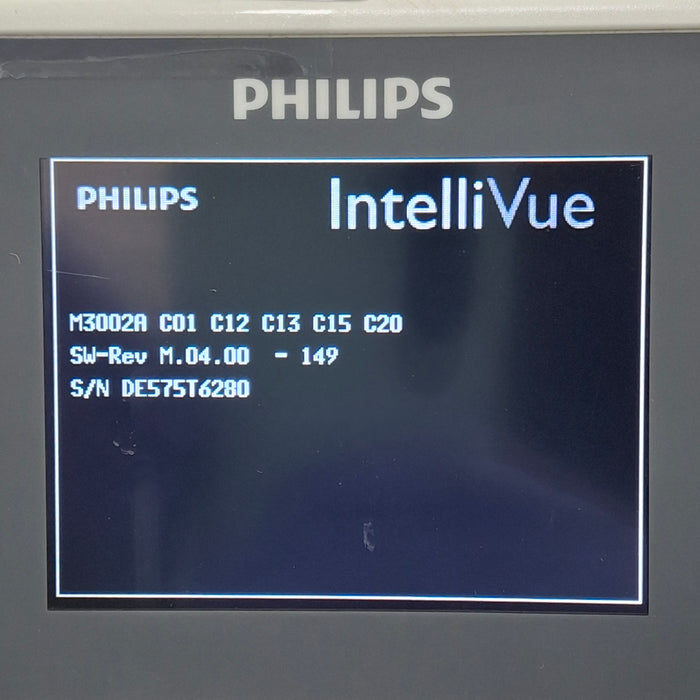 PHILIPS
PHILIPS IntelliVue
M3002A C01 C12 C13 C15 C20
SW-Rev M.04.00 - 149
S/N DE575T6280